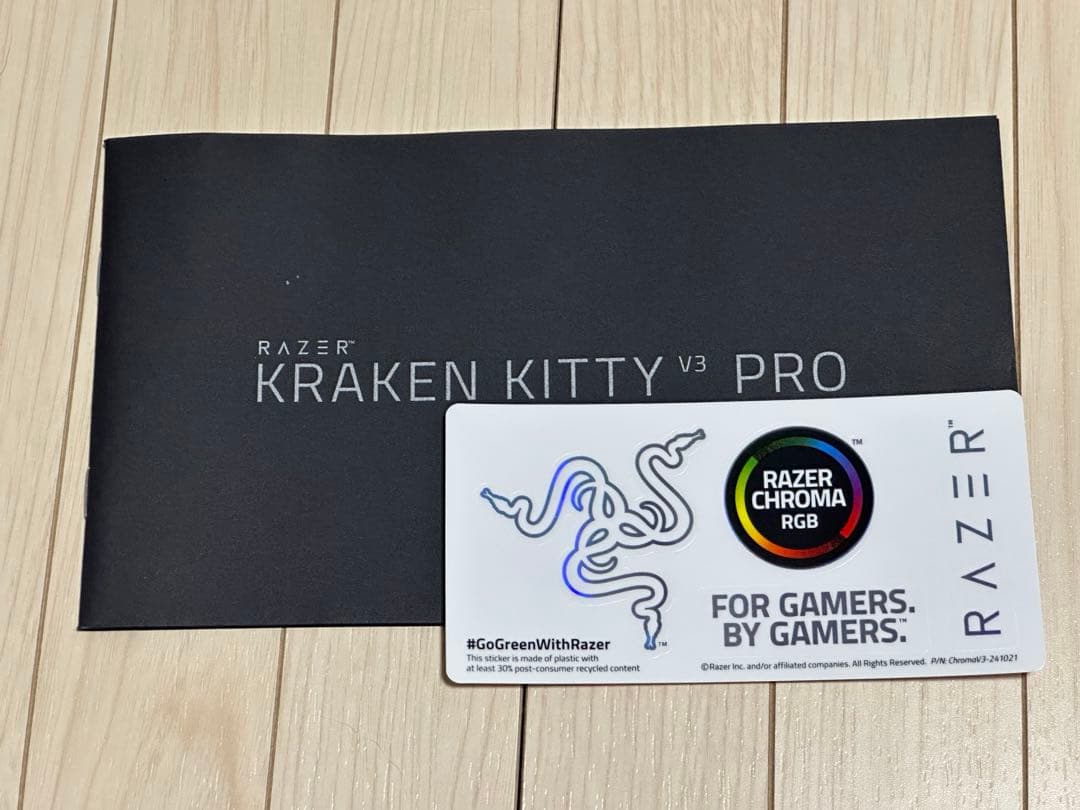 RAZER™
KRAKEN KITTY V3 PRO
RAZER
CHROMA
RGB
™
RAZER™
FOR GAMERS.
BY GAMERS.™
™
#GoGreenWithRazer
This sticker is made of plastic with
at least 30% post-consumer recycled content
©Razer Inc. and/or affiliated companies. All Rights Reserved. P/N: ChromaV3-241021